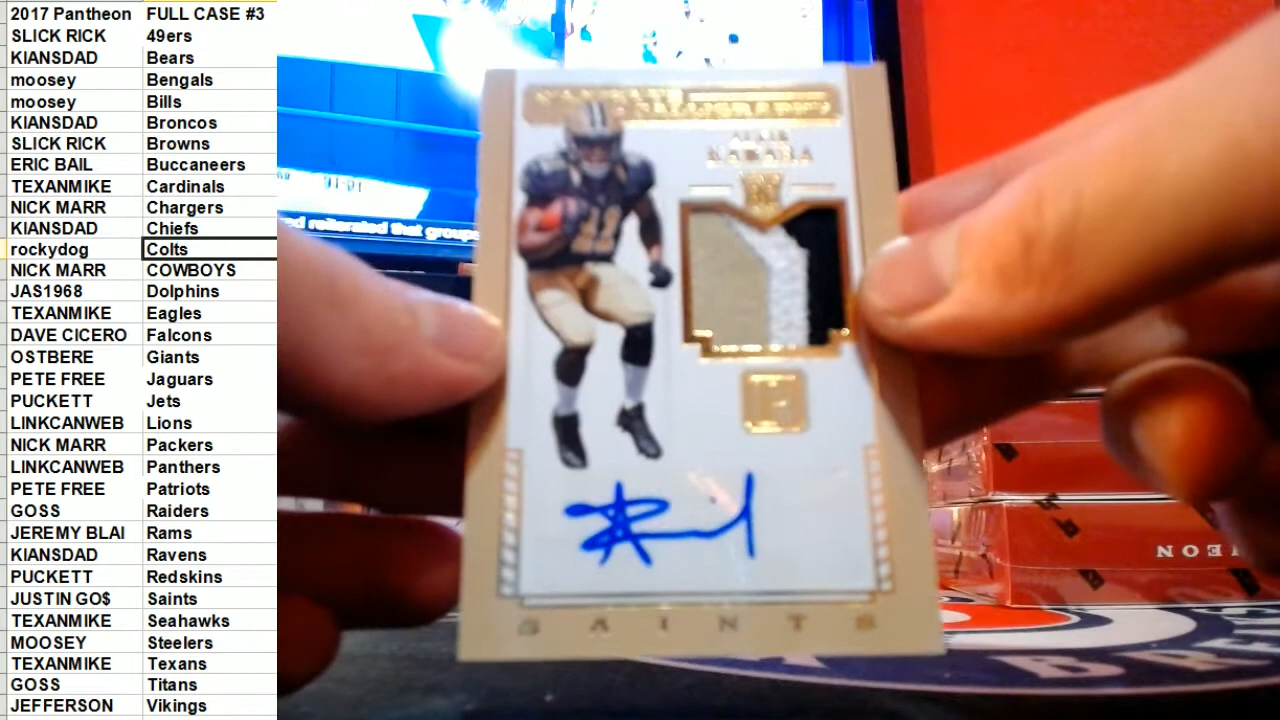 2017 Pantheon FULL CASE #3
SLICK RICK 49ers
KIANSDAD Bears
moosey Bengals
moosey Bills
KIANSDAD Broncos
SLICK RICK Browns
ERIC BAIL Buccaneers
TEXANMIKE Cardinals
NICK MARR Chargers
KIANSDAD Chiefs
rockydog Colts
NICK MARR COWBOYS
JAS1968 Dolphins
TEXANMIKE Eagles
DAVE CICERO Falcons
OSTBERE Giants
PETE FREE Jaguars
PUCKETT Jets
LINKCANWEB Lions
NICK MARR Packers
LINKCANWEB Panthers
PETE FREE Patriots
GOSS Raiders
JEREMY BLAI Rams
KIANSDAD Ravens
PUCKETT Redskins
JUSTIN GO$ Saints
TEXANMIKE Seahawks
MOOSEY Steelers
TEXANMIKE Texans
GOSS Titans
JEFFERSON Vikings
reiterated that group
KAMARA
SAINTS